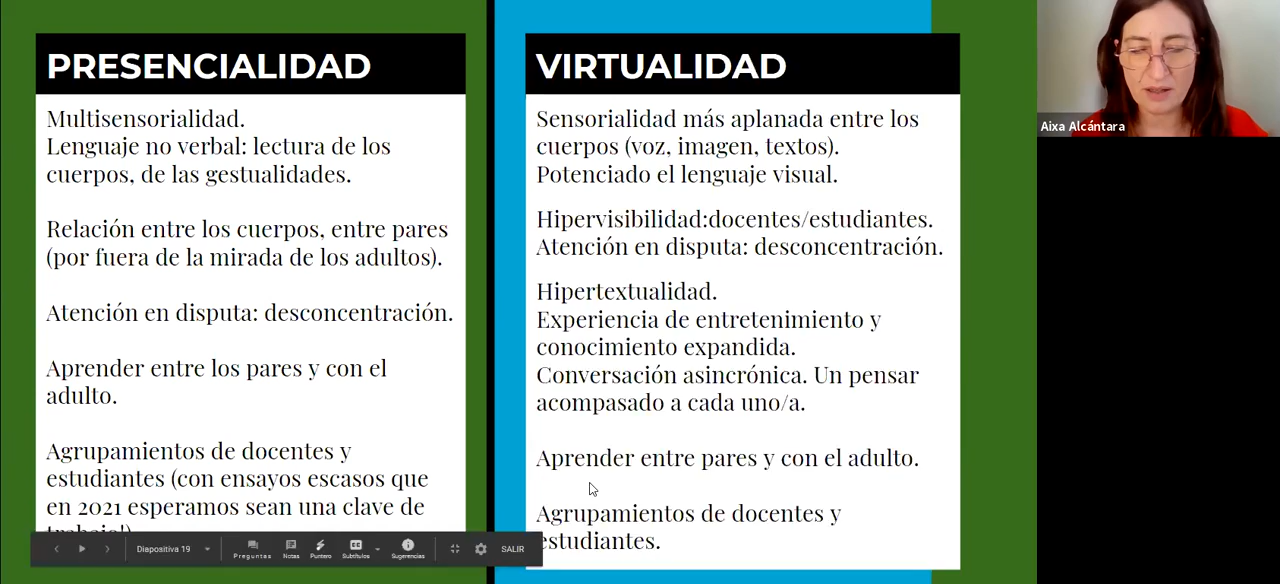 PRESENCIALIDAD
Multisensorialidad.
Lenguaje no verbal: lectura de los
cuerpos, de las gestualidades.
Relación entre los cuerpos, entre pares
(por fuera de la mirada de los adultos).
Atención en disputa: desconcentración.
Aprender entre los pares y con el
adulto.
Agrupamientos de docentes y
estudiantes (con ensayos escasos que
en 2021 esperamos sean una clave de
VIRTUALIDAD
Sensorialidad más aplanada entre los
cuerpos (voz, imagen, textos).
Potenciado el lenguaje visual.
Hipervisibilidad:docentes/estudiantes.
Atención en disputa: desconcentración.
Hipertextualidad.
Experiencia de entretenimiento y
conocimiento expandida.
Conversación asincrónica. Un pensar
acompasado a cada uno/a.
Aprender entre pares y con el adulto.
Agrupamientos de docentes y
estudiantes.
Aixa Alcántara
Diapositiva 19
Preguntas
Notas
Puntero
Subtítulos
Sugerencias
SALIR